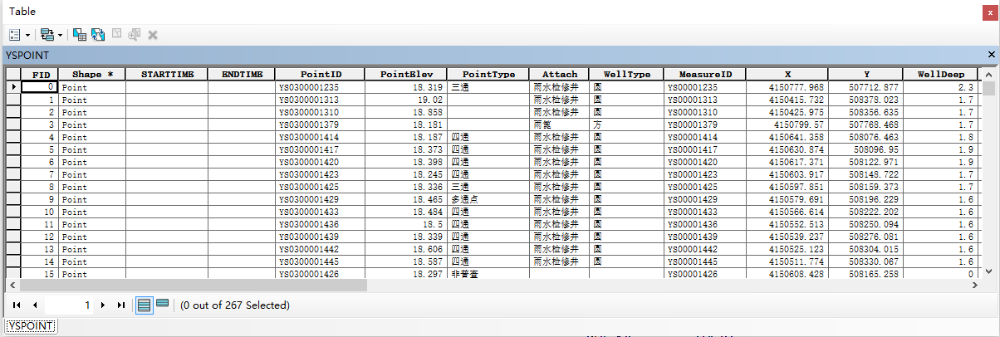 Table
YSPOINT
FID Shape * STARTTIME ENDTIME PointID PointElev PointType Attach WellType MeasureID X Y WellDeep
0 Point YS0300001235 18.319 三通 雨水检修井 圆 YS00001235 4150777.968 507712.877 2.3
1 Point YS0300001313 19.02 雨水检修井 圆 YS00001313 4150415.732 508378.023 1.7
2 Point YS0300001310 18.858 雨水检修井 圆 YS00001310 4150425.975 508356.635 1.7
3 Point YS0300001379 18.181 雨篦 方 YS00001379 4150799.57 507768.468 1.7
4 Point YS0300001414 18.187 四通 雨水检修井 圆 YS00001414 4150641.358 508076.463 1.8
5 Point YS0300001417 18.373 四通 雨水检修井 圆 YS00001417 4150630.874 508096.95 1.9
6 Point YS0300001420 18.398 四通 雨水检修井 圆 YS00001420 4150617.371 508122.971 1.9
7 Point YS0300001423 18.245 四通 雨水检修井 圆 YS00001423 4150603.917 508148.722 1.7
8 Point YS0300001425 18.336 三通 雨水检修井 圆 YS00001425 4150597.851 508159.373 1.7
9 Point YS0300001429 18.465 多通点 雨水检修井 圆 YS00001429 4150579.691 508196.229 1.6
10 Point YS0300001433 18.484 四通 雨水检修井 圆 YS00001433 4150566.614 508222.202 1.6
11 Point YS0300001436 18.5 四通 雨水检修井 圆 YS00001436 4150552.513 508250.094 1.6
12 Point YS0300001439 18.339 四通 雨水检修井 圆 YS00001439 4150539.237 508276.081 1.6
13 Point YS0300001442 18.606 四通 雨水检修井 圆 YS00001442 4150525.123 508304.015 1.6
14 Point YS0300001445 18.587 四通 雨水检修井 圆 YS00001445 4150511.774 508330.067 1.6
15 Point YS0300001426 18.297 非普查 YS00001426 4150608.428 508165.258 0
1 (0 out of 267 Selected)
YSPOINT